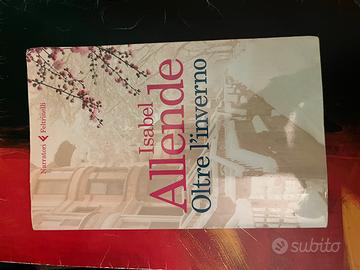 Narratori Feltrinelli
Isabel
Allende
Oltre l'inverno
subito